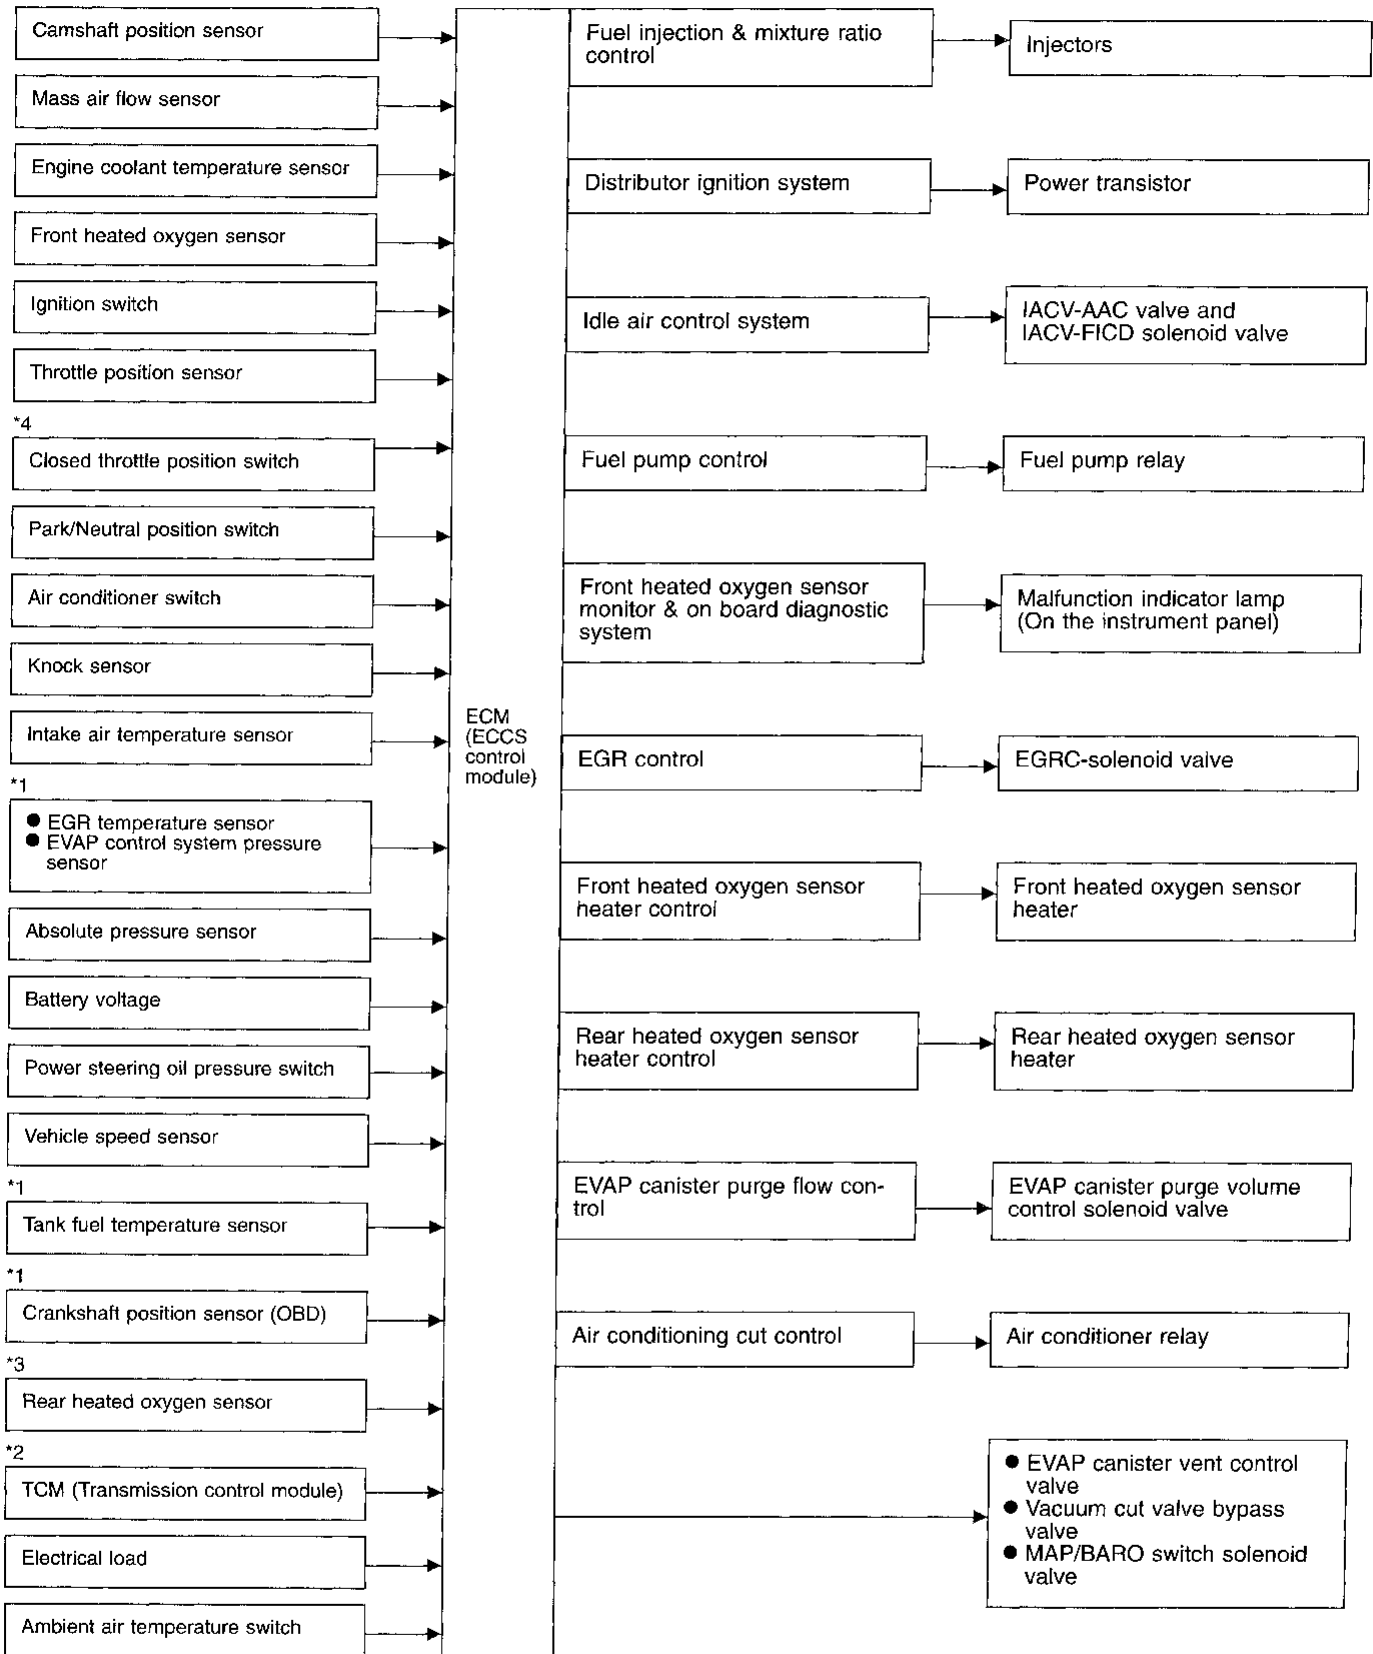 Camshaft position sensor
Mass air flow sensor
Engine coolant temperature sensor
Front heated oxygen sensor
Ignition switch
Throttle position sensor
*4
Closed throttle position switch
Park/Neutral position switch
Air conditioner switch
Knock sensor
Intake air temperature sensor
*1
● EGR temperature sensor
● EVAP control system pressure
sensor
Absolute pressure sensor
Battery voltage
Power steering oil pressure switch
Vehicle speed sensor
*1
Tank fuel temperature sensor
*1
Crankshaft position sensor (OBD)
*3
Rear heated oxygen sensor
*2
TCM (Transmission control module)
Electrical load
Ambient air temperature switch
ECM
(ECCS
control
module)
Fuel injection & mixture ratio
control
Injectors
Distributor ignition system
Power transistor
Idle air control system
IACV-AAC valve and
IACV-FICD solenoid valve
Fuel pump control
Fuel pump relay
Front heated oxygen sensor
monitor & on board diagnostic
system
Malfunction indicator lamp
(On the instrument panel)
EGR control
EGRC-solenoid valve
Front heated oxygen sensor
heater control
Front heated oxygen sensor
heater
Rear heated oxygen sensor
heater control
Rear heated oxygen sensor
heater
EVAP canister purge flow con-
trol
EVAP canister purge volume
control solenoid valve
Air conditioning cut control
Air conditioner relay
● EVAP canister vent control
valve
● Vacuum cut valve bypass
valve
● MAP/BARO switch solenoid
valve